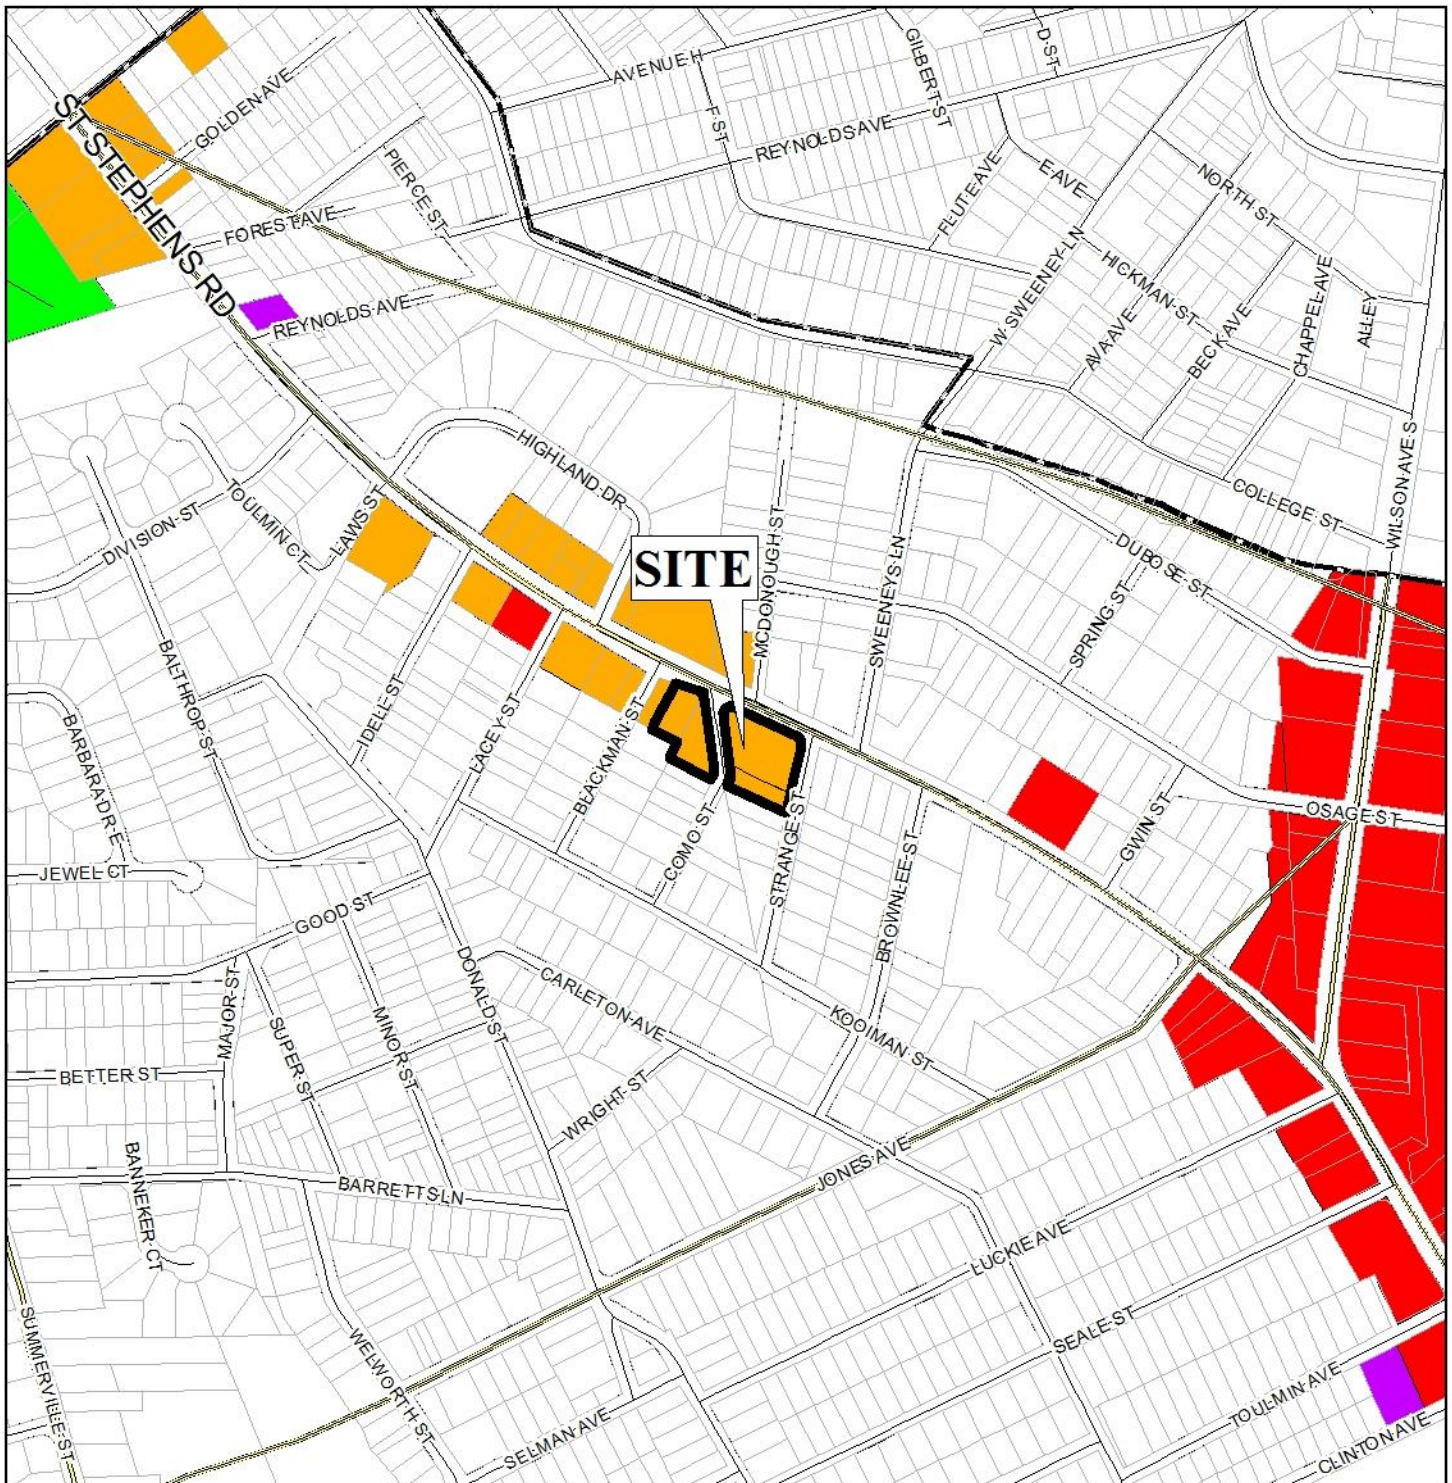 AVENUE H
GILBERT ST
D ST
ST STEPHENS RD
GOLDEN AVE
F ST
REYNOLDS AVE
PIERCE ST
FLUTE AVE
E AVE
NORTH ST
FOREST AVE
W SWEENEY LN
HICKMAN ST
REYNOLDS AVE
AVA AVE
BECK AVE
CHAPPEL AVE
ALLEY
HIGHLAND DR
WILSON AVE S
COLLEGE ST
DIVISION ST
TOULMIN CT
LAWS ST
SITE
MCDONOUGH ST
SWEENEYS LN
DUBOSE ST
SPRING ST
BALTHROP ST
DELL ST
LACEY ST
BLACKMAN ST
BARBARA DR E
COMO ST
STRANGE ST
BROWNLEE ST
GWIN ST
OSAGE ST
JEWEL CT
GOOD ST
DONALD ST
CARLETON AVE
KOOIMAN ST
MAJOR ST
SUPER ST
MINOR ST
BETTER ST
WRIGHT ST
BANNEKER CT
BARRETTS LN
JONES AVE
LUCKIE AVE
SUMMERVILLE ST
WELWORTH ST
SEALE ST
SELMAN AVE
TOULMIN AVE
CLINTON AVE